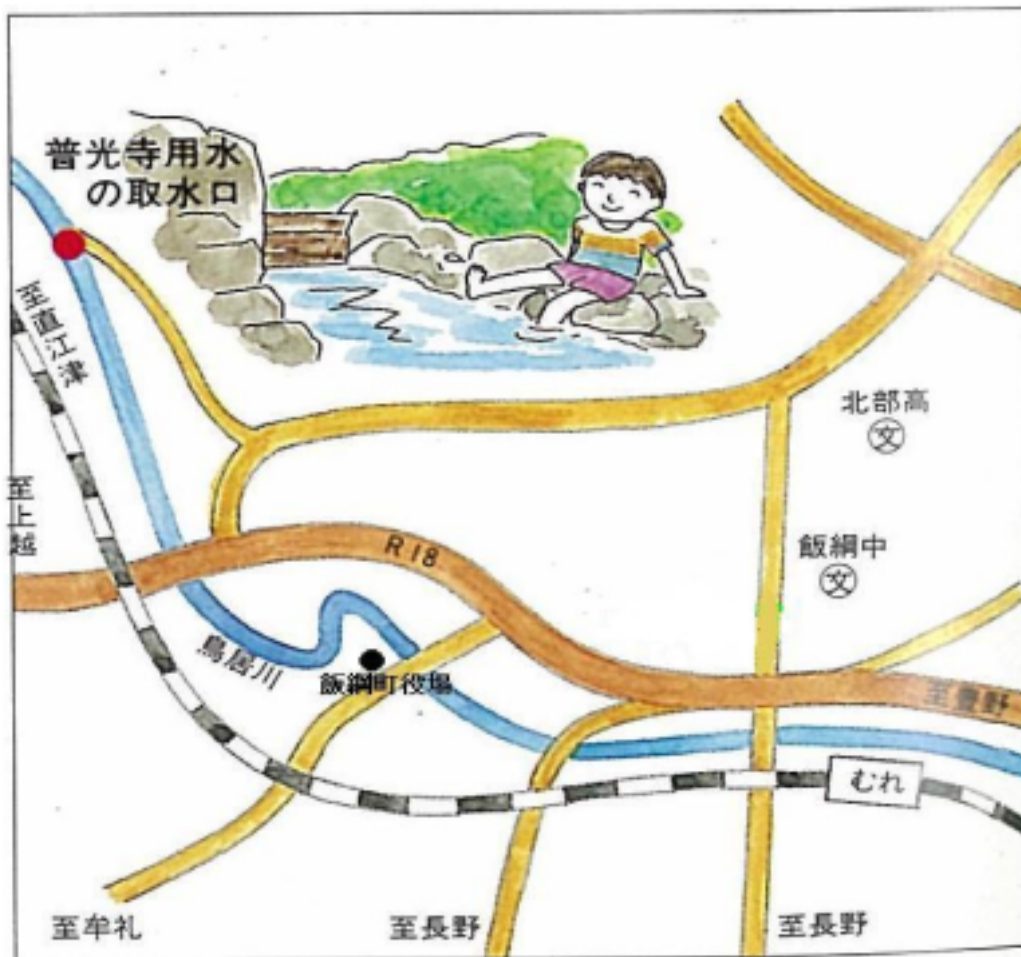 普光寺用水
の取水口
至直江津
北部高
文
至上越
R18
飯綱中
文
鳥居川
飯綱町役場
至豊野
むれ
至牟礼
至長野
至長野